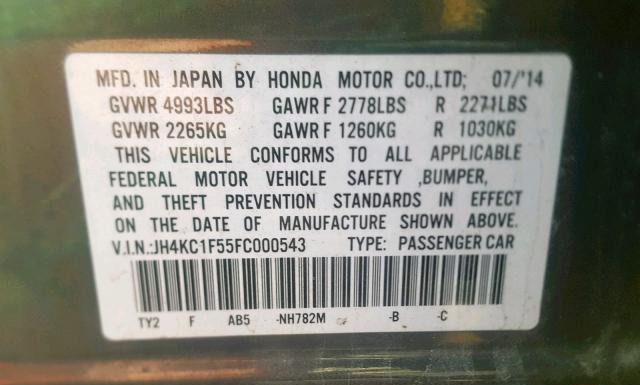 MFD. IN JAPAN BY HONDA MOTOR CO.,LTD; 07/'14
GVWR 4993LBS GAWR F 2778LBS R 2271LBS
GVWR 2265KG GAWR F 1260KG R 1030KG
THIS VEHICLE CONFORMS TO ALL APPLICABLE
FEDERAL MOTOR VEHICLE SAFETY ,BUMPER,
AND THEFT PREVENTION STANDARDS IN EFFECT
ON THE DATE OF MANUFACTURE SHOWN ABOVE.
V.I.N.:JH4KC1F55FC000543 TYPE: PASSENGER CAR
TY2 F AB5 -NH782M -B -C